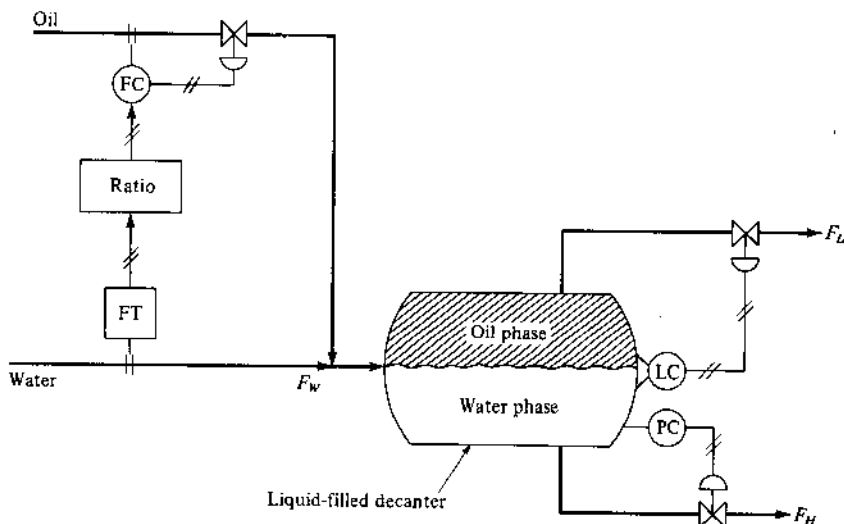 Oil
FC
Ratio
FT
Water
F_W
Oil phase
Water phase
LC
PC
F_L
F_H
Liquid-filled decanter